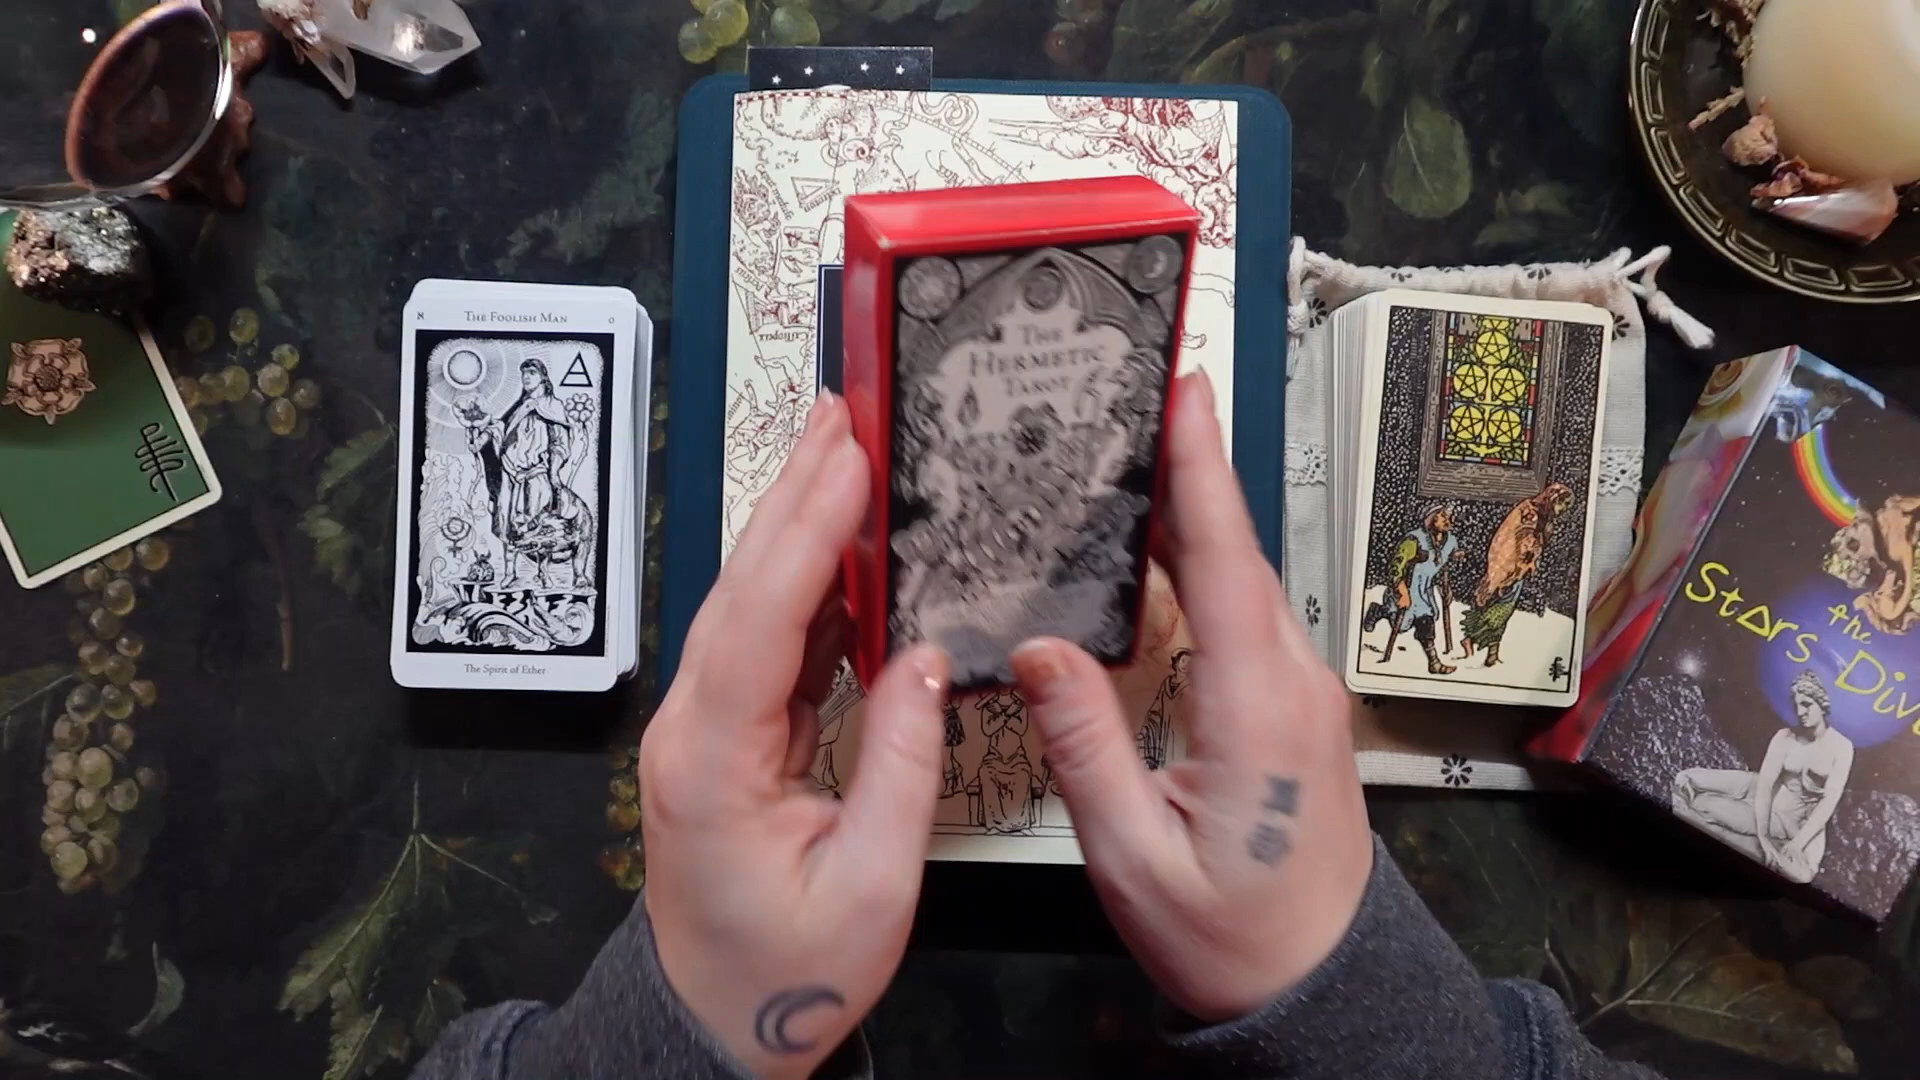 א THE FOOLISH MAN 0
The Spirit of Ether
THE
HERMETIC
TAROT
Stars
the